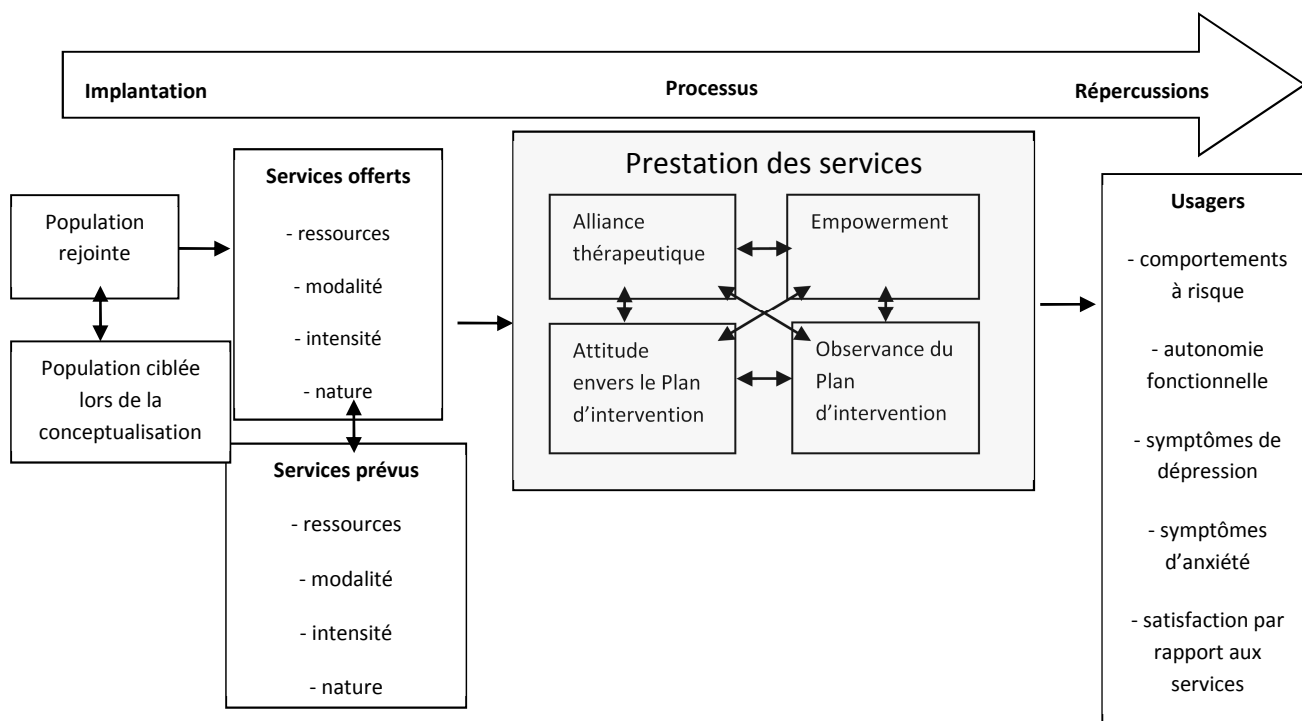 Implantation
Processus
Répercussions
Population
rejointe
Population ciblée
lors de la
conceptualisation
Services offerts
- ressources
- modalité
- intensité
- nature
Services prévus
- ressources
- modalité
- intensité
- nature
Prestation des services
Alliance
thérapeutique
Empowerment
Attitude
envers le Plan
d’intervention
Observance du
Plan
d’intervention
Usagers
- comportements
à risque
- autonomie
fonctionnelle
- symptômes de
dépression
- symptômes
d’anxiété
- satisfaction par
rapport aux
services